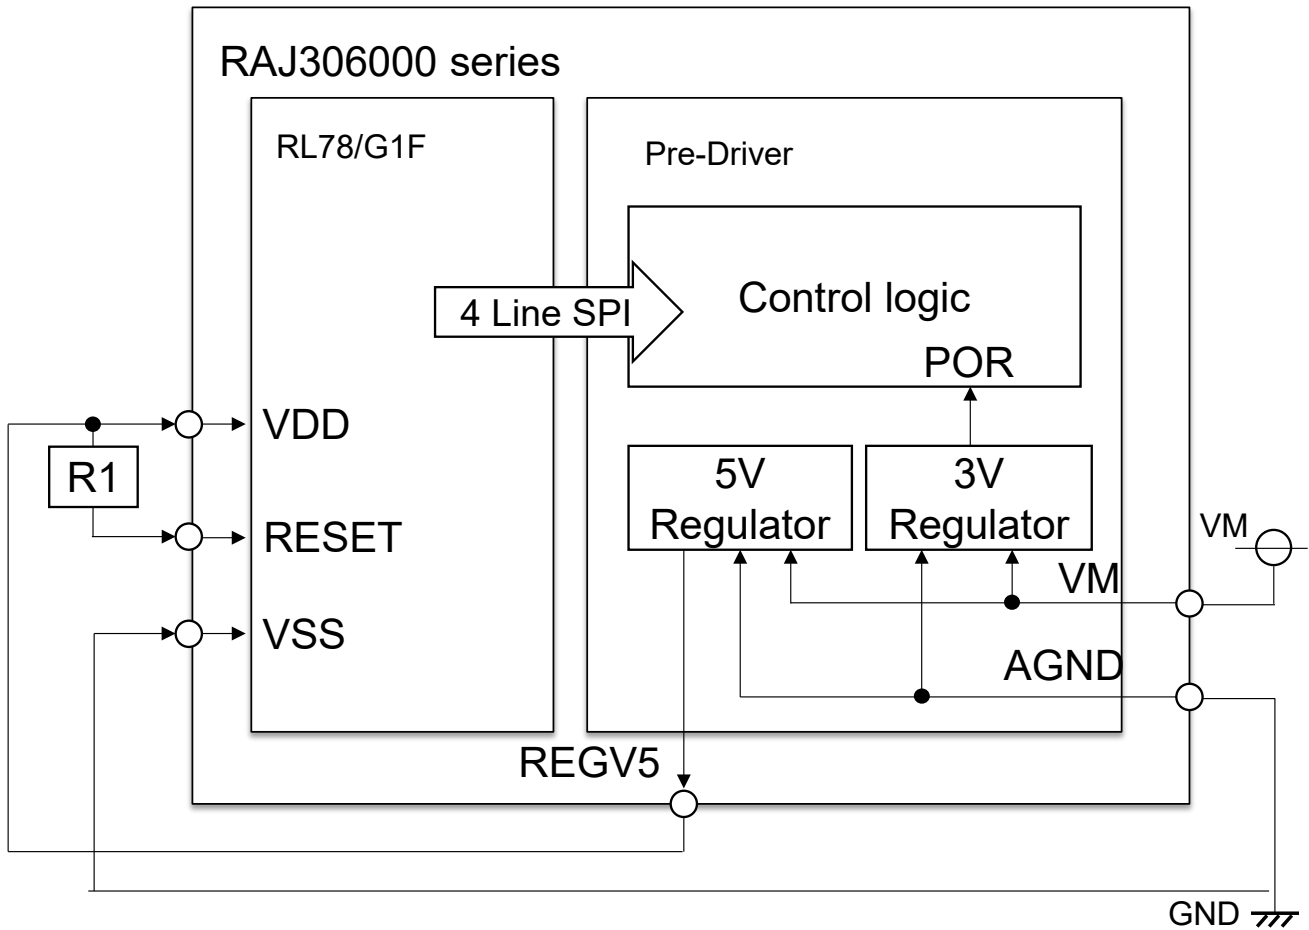 RAJ306000 series
RL78/G1F
Pre-Driver
Control logic
4 Line SPI
POR
VDD
R1
5V
Regulator
3V
Regulator
RESET
VM
VM
VSS
AGND
REGV5
GND